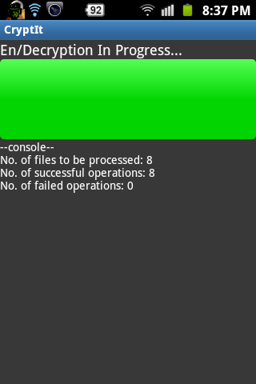 92
8:37 PM
CryptIt
En/Decryption In Progress...
--console--
No. of files to be processed: 8
No. of successful operations: 8
No. of failed operations: 0